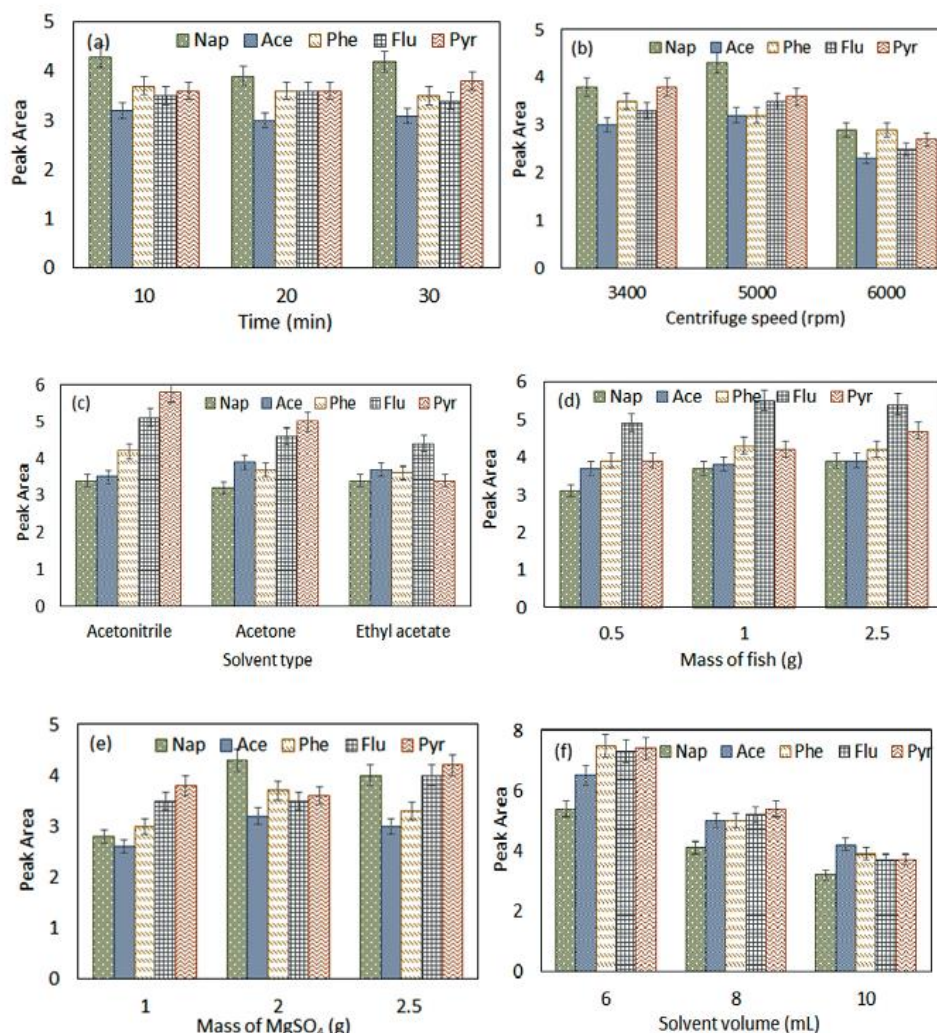 (a) Nap Ace Phe Flu Pyr
5
4
3
2
1
0
Peak Area
10 20 30
Time (min)
(b) Nap Ace Phe Flu Pyr
5
4
3
2
1
0
Peak Area
3400 5000 6000
Centrifuge speed (rpm)
(c) Nap Ace Phe Flu Pyr
6
5
4
3
2
1
0
Peak Area
Acetonitrile Acetone Ethyl acetate
Solvent type
(d) Nap Ace Phe Flu Pyr
6
5
4
3
2
1
0
Peak Area
0.5 1 2.5
Mass of fish (g)
(e) Nap Ace Phe Flu Pyr
5
4
3
2
1
0
Peak Area
1 2 2.5
Mass of MgSO₄ (g)
(f) Nap Ace Phe Flu Pyr
8
6
4
2
0
Peak Area
6 8 10
Solvent volume (mL)